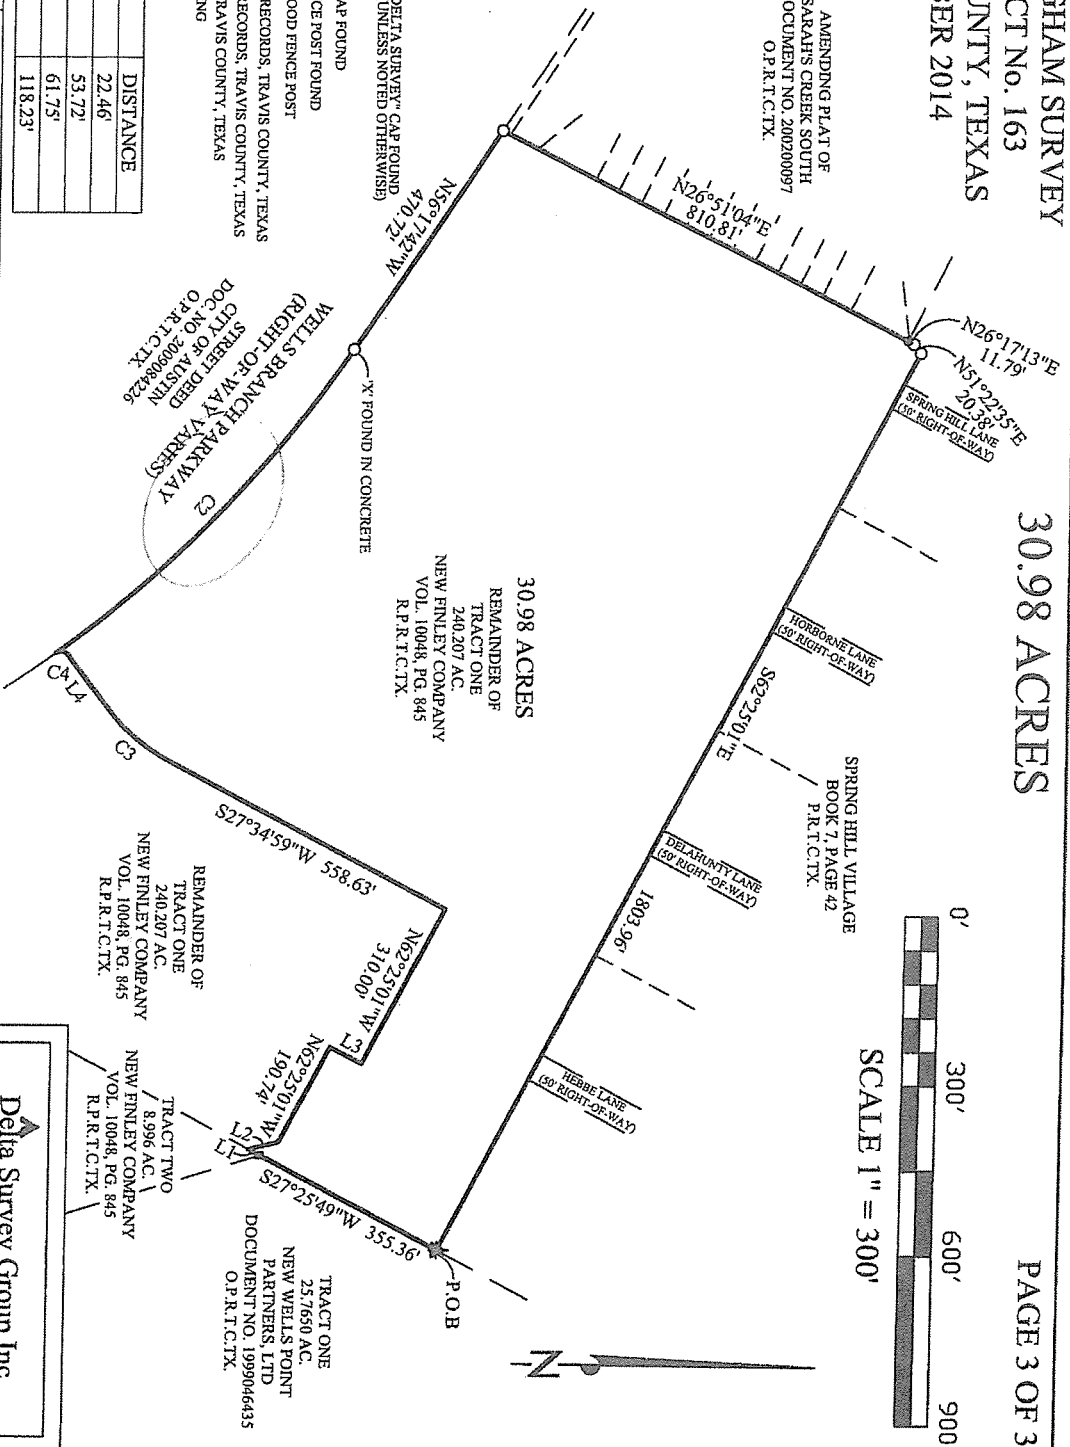 GHAM SURVEY
CT No. 163
UNTY, TEXAS
BER 2014
30.98 ACRES
PAGE 3 OF 3
0'
300'
600'
900
SCALE 1" = 300'
AMENDING PLAT OF
SARAH'S CREEK SOUTH
OCUMENT NO. 200200097
O.P.R.T.C.TX.
N26°51'04"E
810.81'
N26°17'13"E
11.79'
N51°22'35"E
20.38'
SPRING HILL LANE
(50' RIGHT-OF-WAY)
HORBORNE LANE
(50' RIGHT-OF-WAY)
S62°25'01"E
1803.96'
SPRING HILL VILLAGE
BOOK 7, PAGE 42
P.R.T.C.TX.
DELAHUNTY LANE
(50' RIGHT-OF-WAY)
HEBBE LANE
(50' RIGHT-OF-WAY)
P.O.B
N
30.98 ACRES
REMAINDER OF
TRACT ONE
240.207 AC.
NEW FINLEY COMPANY
VOL. 10048, PG. 845
R.P.R.T.C.TX.
DELTA SURVEY" CAP FOUND
UNLESS NOTED OTHERWISE)
AP FOUND
CE POST FOUND
OOD FENCE POST
RECORDS, TRAVIS COUNTY, TEXAS
RECORDS, TRAVIS COUNTY, TEXAS
TRAVIS COUNTY, TEXAS
NG
N56°17'42"W
470.72'
'X' FOUND IN CONCRETE
WELLS BRANCH PARKWAY
(RIGHT-OF-WAY VARIES)
STREET DEED
CITY OF AUSTIN
DOC. NO. 2009084226
O.P.R.T.C.TX.
C2
C4 L4
C3
S27°34'59"W 558.63'
N62°25'01"W
310.00'
L3
N62°25'01"W
190.74'
L2
L1
S27°25'49"W 355.36'
REMAINDER OF
TRACT ONE
240.207 AC.
NEW FINLEY COMPANY
VOL. 10048, PG. 845
R.P.R.T.C.TX.
TRACT TWO
8.996 AC.
NEW FINLEY COMPANY
VOL. 10048, PG. 845
R.P.R.T.C.TX.
TRACT ONE
25.7650 AC.
NEW WELLS POINT
PARTNERS, LTD
DOCUMENT NO. 1999046435
O.P.R.T.C.TX.
DISTANCE
22.46'
53.72'
61.75'
118.23'
Delta Survey Group Inc